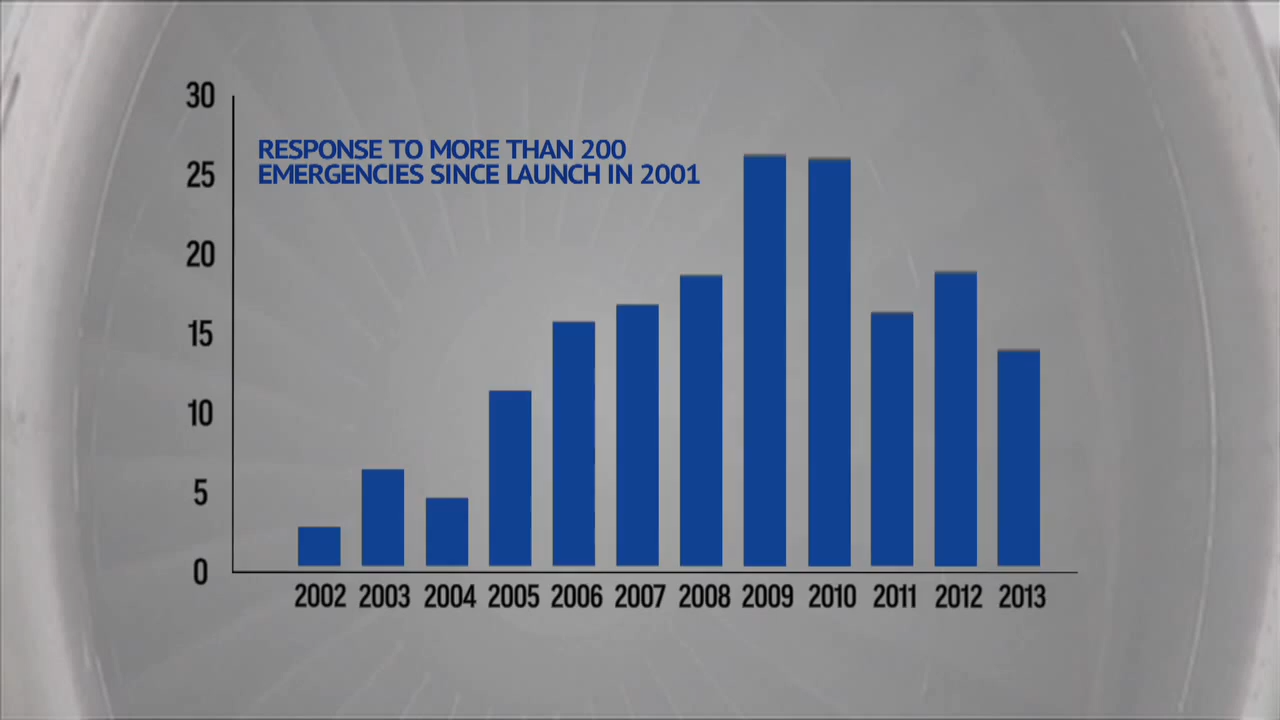 30
RESPONSE TO MORE THAN 200
EMERGENCIES SINCE LAUNCH IN 2001
25
20
15
10
5
0
2002 2003 2004 2005 2006 2007 2008 2009 2010 2011 2012 2013